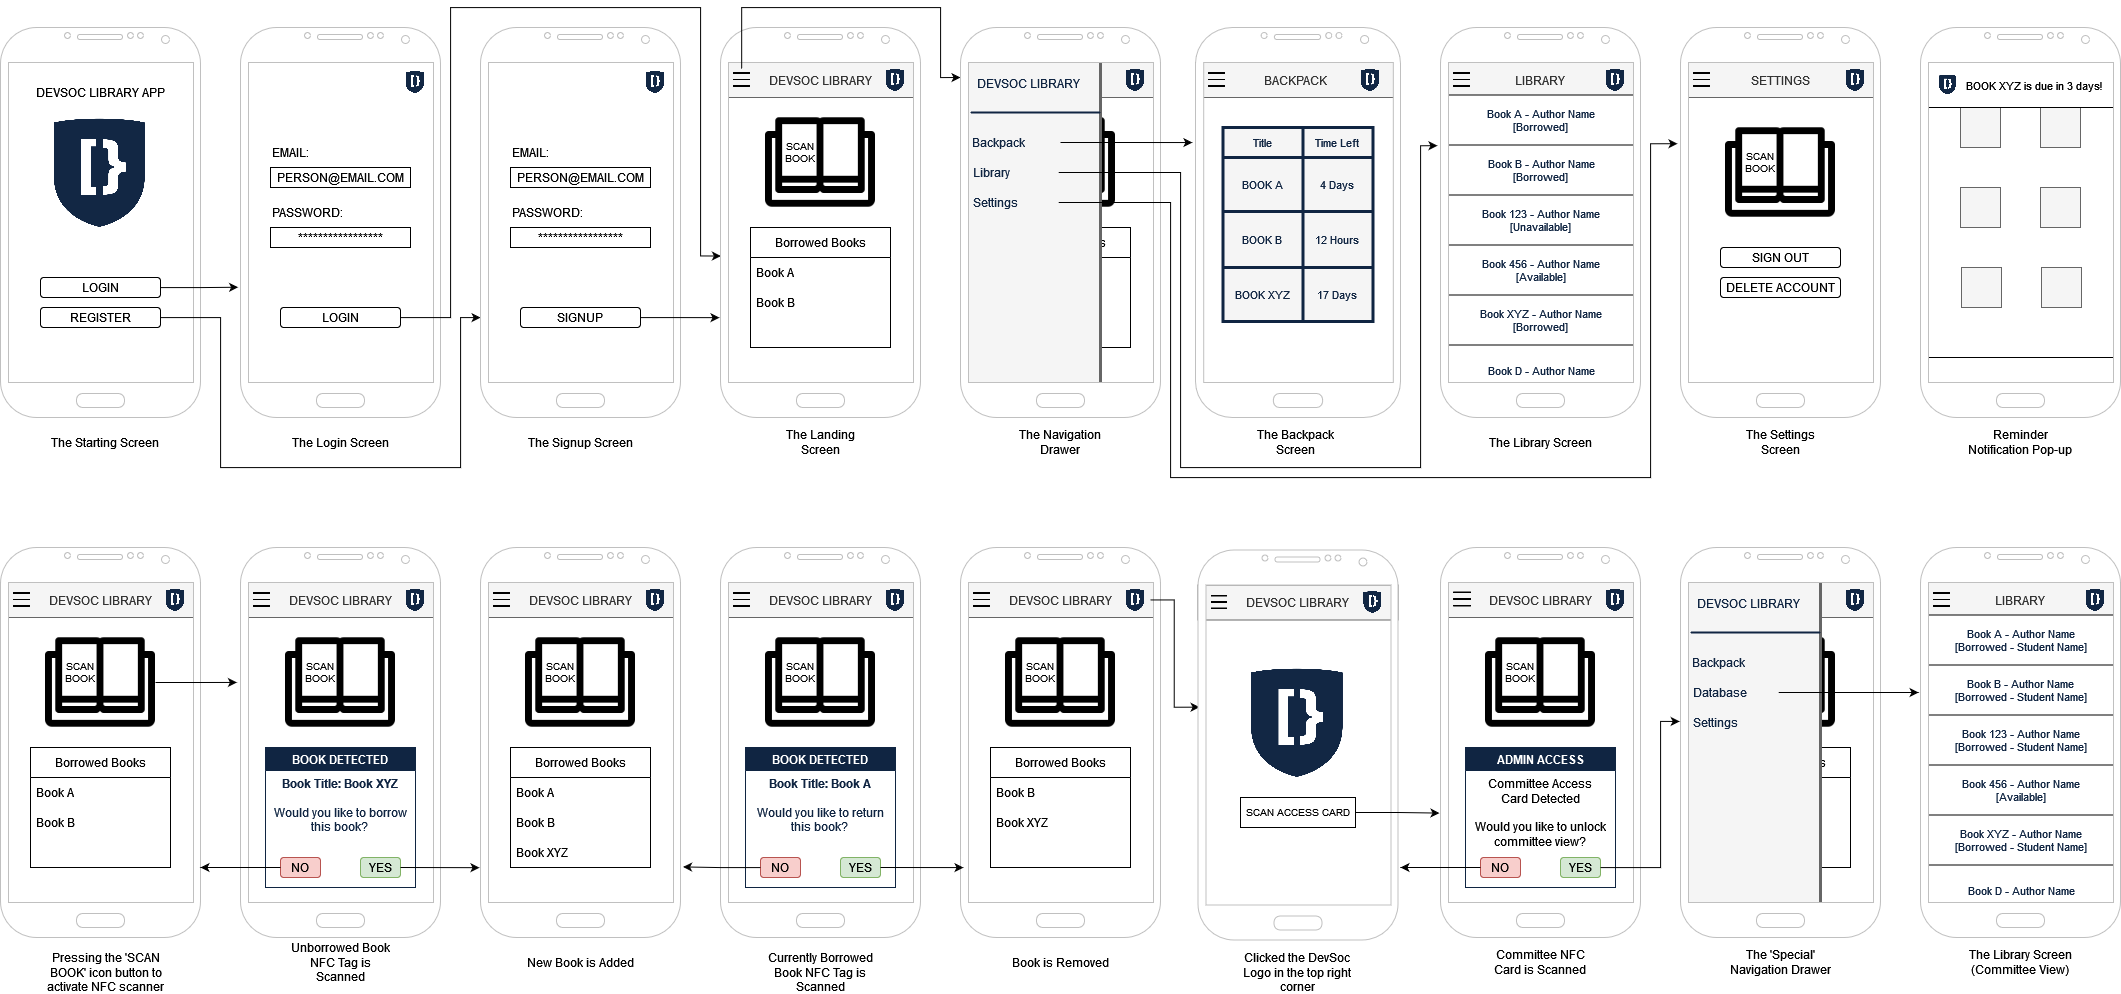 DEVSOC LIBRARY APP
LOGIN
REGISTER
The Starting Screen
EMAIL:
PERSON@EMAIL.COM
PASSWORD:
*****************
LOGIN
The Login Screen
EMAIL:
PERSON@EMAIL.COM
PASSWORD:
*****************
SIGNUP
The Signup Screen
DEVSOC LIBRARY
SCAN
BOOK
Borrowed Books
Book A
Book B
The Landing
Screen
DEVSOC LIBRARY
Backpack
Library
Settings
s
The Navigation
Drawer
BACKPACK
Title Time Left
BOOK A 4 Days
BOOK B 12 Hours
BOOK XYZ 17 Days
The Backpack
Screen
LIBRARY
Book A - Author Name
[Borrowed]
Book B - Author Name
[Borrowed]
Book 123 - Author Name
[Unavailable]
Book 456 - Author Name
[Available]
Book XYZ - Author Name
[Borrowed]
Book D - Author Name
The Library Screen
SETTINGS
SCAN
BOOK
SIGN OUT
DELETE ACCOUNT
The Settings
Screen
BOOK XYZ is due in 3 days!
Reminder
Notification Pop-up
DEVSOC LIBRARY
SCAN
BOOK
Borrowed Books
Book A
Book B
Pressing the 'SCAN
BOOK' icon button to
activate NFC scanner
DEVSOC LIBRARY
SCAN
BOOK
BOOK DETECTED
Book Title: Book XYZ
Would you like to borrow
this book?
NO YES
Unborrowed Book
NFC Tag is
Scanned
DEVSOC LIBRARY
SCAN
BOOK
Borrowed Books
Book A
Book B
Book XYZ
New Book is Added
DEVSOC LIBRARY
SCAN
BOOK
BOOK DETECTED
Book Title: Book A
Would you like to return
this book?
NO YES
Currently Borrowed
Book NFC Tag is
Scanned
DEVSOC LIBRARY
SCAN
BOOK
Borrowed Books
Book B
Book XYZ
Book is Removed
DEVSOC LIBRARY
SCAN ACCESS CARD
Clicked the DevSoc
Logo in the top right
corner
DEVSOC LIBRARY
SCAN
BOOK
ADMIN ACCESS
Committee Access
Card Detected
Would you like to unlock
committee view?
NO YES
Committee NFC
Card is Scanned
DEVSOC LIBRARY
Backpack
Database
Settings
s
The 'Special'
Navigation Drawer
LIBRARY
Book A - Author Name
[Borrowed - Student Name]
Book B - Author Name
[Borrowed - Student Name]
Book 123 - Author Name
[Borrowed - Student Name]
Book 456 - Author Name
[Available]
Book XYZ - Author Name
[Borrowed - Student Name]
Book D - Author Name
The Library Screen
(Committee View)